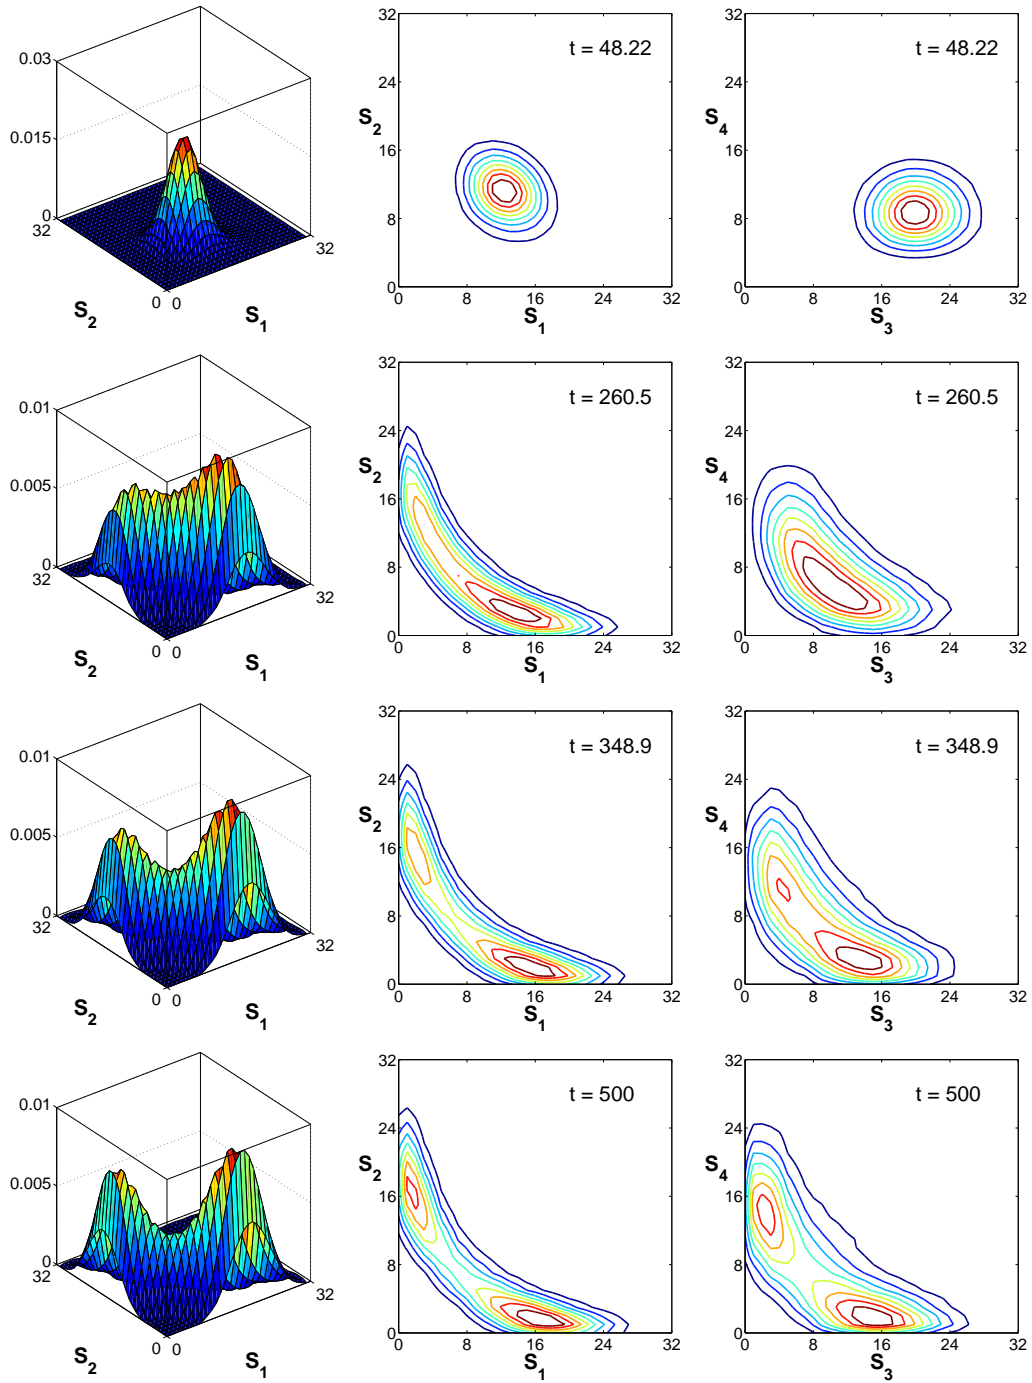 0.03
0.015
0
32
0 0
32
S2
S1
32
24
16
8
0
0 8 16 24 32
S2
S1
t = 48.22
32
24
16
8
0
0 8 16 24 32
S4
S3
t = 48.22
0.01
0.005
0
32
0 0
32
S2
S1
32
24
16
8
0
0 8 16 24 32
S2
S1
t = 260.5
32
24
16
8
0
0 8 16 24 32
S4
S3
t = 260.5
0.01
0.005
0
32
0 0
32
S2
S1
32
24
16
8
0
0 8 16 24 32
S2
S1
t = 348.9
32
24
16
8
0
0 8 16 24 32
S4
S3
t = 348.9
0.01
0.005
0
32
0 0
32
S2
S1
32
24
16
8
0
0 8 16 24 32
S2
S1
t = 500
32
24
16
8
0
0 8 16 24 32
S4
S3
t = 500